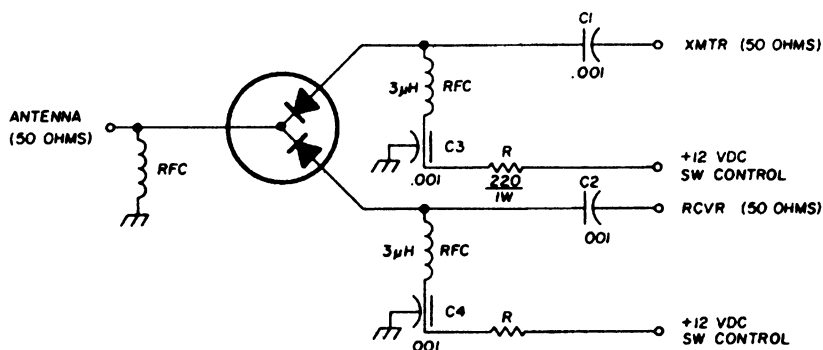 C1
XMTR (50 OHMS)
.001
3μH RFC
ANTENNA
(50 OHMS)
RFC
C3
.001
R
220
1W
+12 VDC
SW CONTROL
C2
RCVR (50 OHMS)
001
3μH RFC
C4
001
R
+12 VDC
SW CONTROL